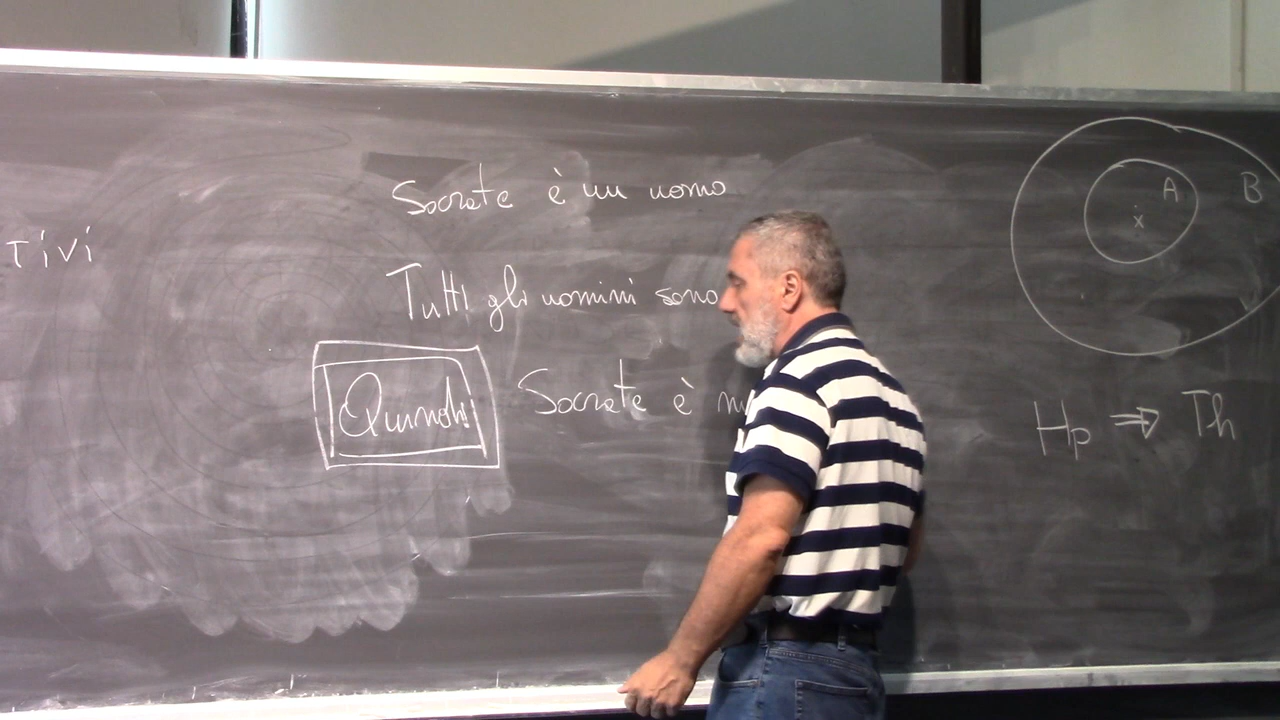 TiVi
Socrate è un uomo
Tutti gli uomini sono
Quindi
Socrate è
A
B
x
Hp ⇒ Th